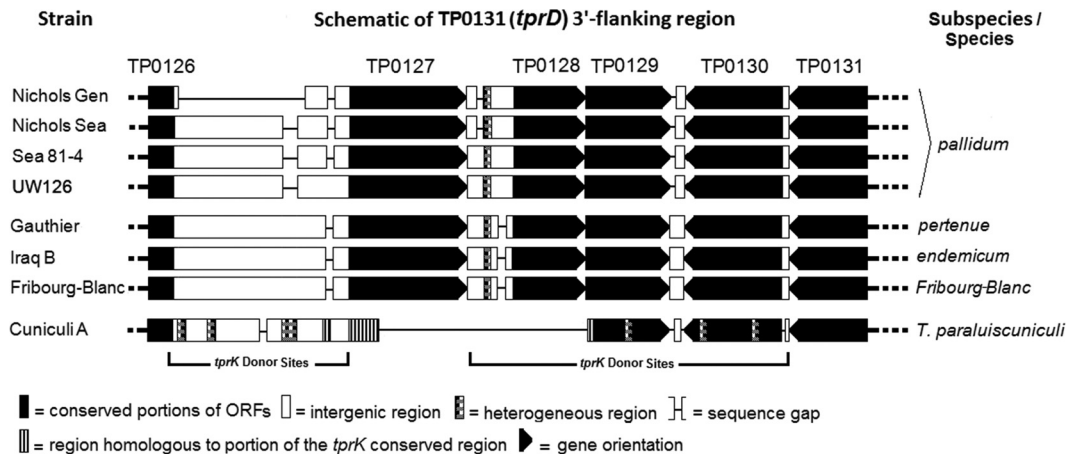 Strain Schematic of TP0131 (tprD) 3'-flanking region Subspecies / Species
TP0126 TP0127 TP0128 TP0129 TP0130 TP0131
Nichols Gen
Nichols Sea
Sea 81-4 pallidum
UW126
Gauthier pertenue
Iraq B endemicum
Fribourg-Blanc Fribourg-Blanc
Cuniculi A T. paraluiscuniculi
tprK Donor Sites tprK Donor Sites
= conserved portions of ORFs = intergenic region = heterogeneous region = sequence gap
= region homologous to portion of the tprK conserved region = gene orientation